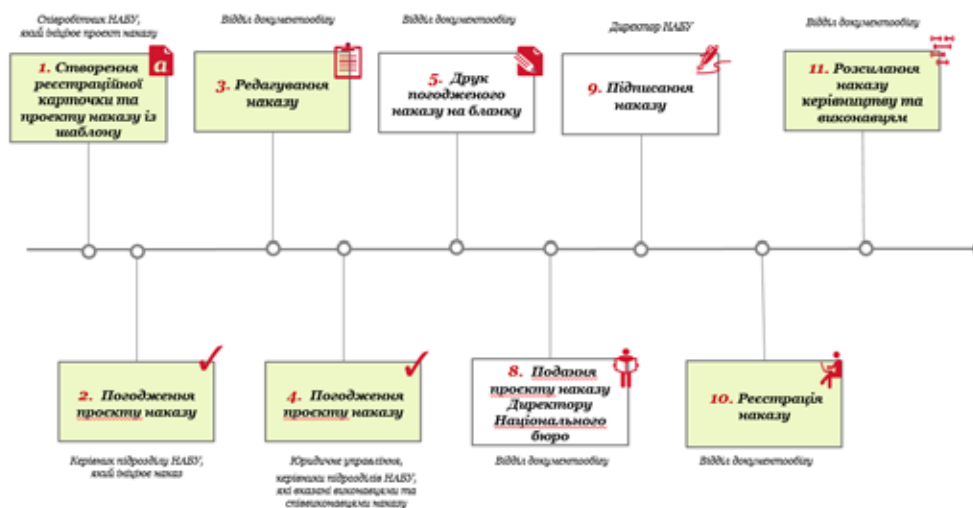 Співробітник НАБУ,
який ініціює проект наказу
Відділ документообігу
Відділ документообігу
Директор НАБУ
Відділ документообігу
1. Створення
реєстраційної
карточки та
проекту наказу із
шаблону
3. Редагування
наказу
5. Друк
погодженого
наказу на бланку
9. Підписання
наказу
11. Розсилання
наказу
керівництву та
виконавцям
2. Погодження
проєкту наказу
4. Погодження
проєкту наказу
8. Подання
проєкту наказу
Директору
Національного
бюро
10. Реєстрація
наказу
Керівник підрозділу НАБУ,
який ініціює наказ
Юридичне управління,
керівники підрозділів НАБУ,
які вказані виконавцями та
співвиконавцями наказу
Відділ документообігу
Відділ документообігу